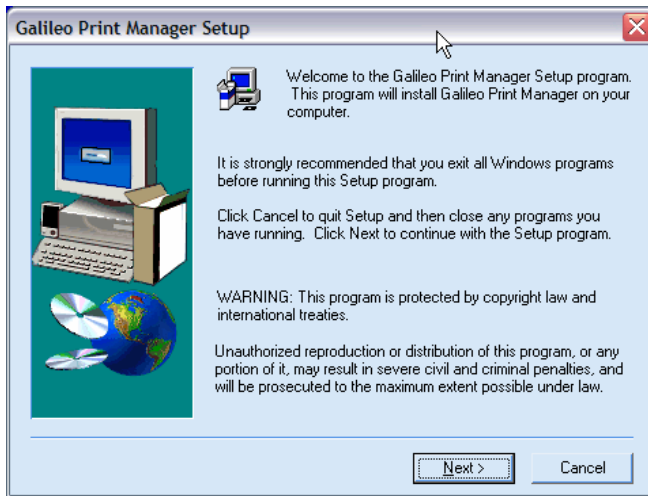 Galileo Print Manager Setup
Welcome to the Galileo Print Manager Setup program.
This program will install Galileo Print Manager on your
computer.
It is strongly recommended that you exit all Windows programs
before running this Setup program.
Click Cancel to quit Setup and then close any programs you
have running. Click Next to continue with the Setup program.
WARNING: This program is protected by copyright law and
international treaties.
Unauthorized reproduction or distribution of this program, or any
portion of it, may result in severe civil and criminal penalties, and
will be prosecuted to the maximum extent possible under law.
Next >
Cancel